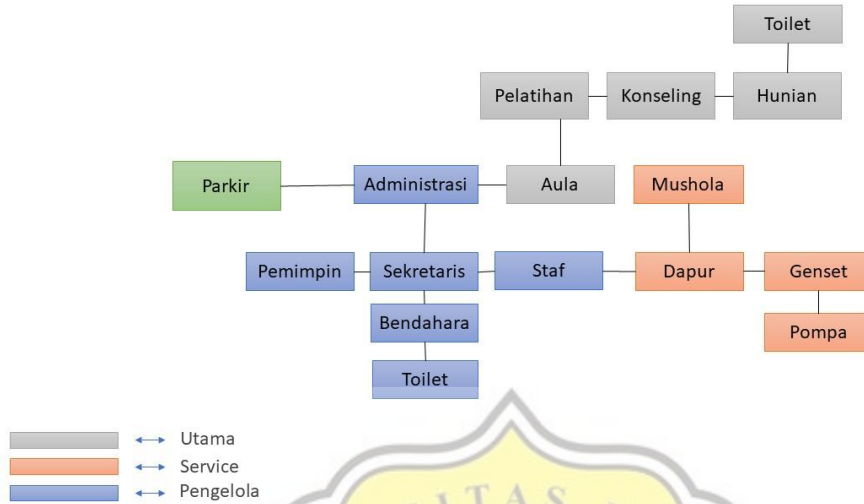 Toilet
Pelatihan
Konseling
Hunian
Parkir
Administrasi
Aula
Mushola
Pemimpin
Sekretaris
Staf
Dapur
Genset
Bendahara
Pompa
Toilet
Utama
Service
Pengelola